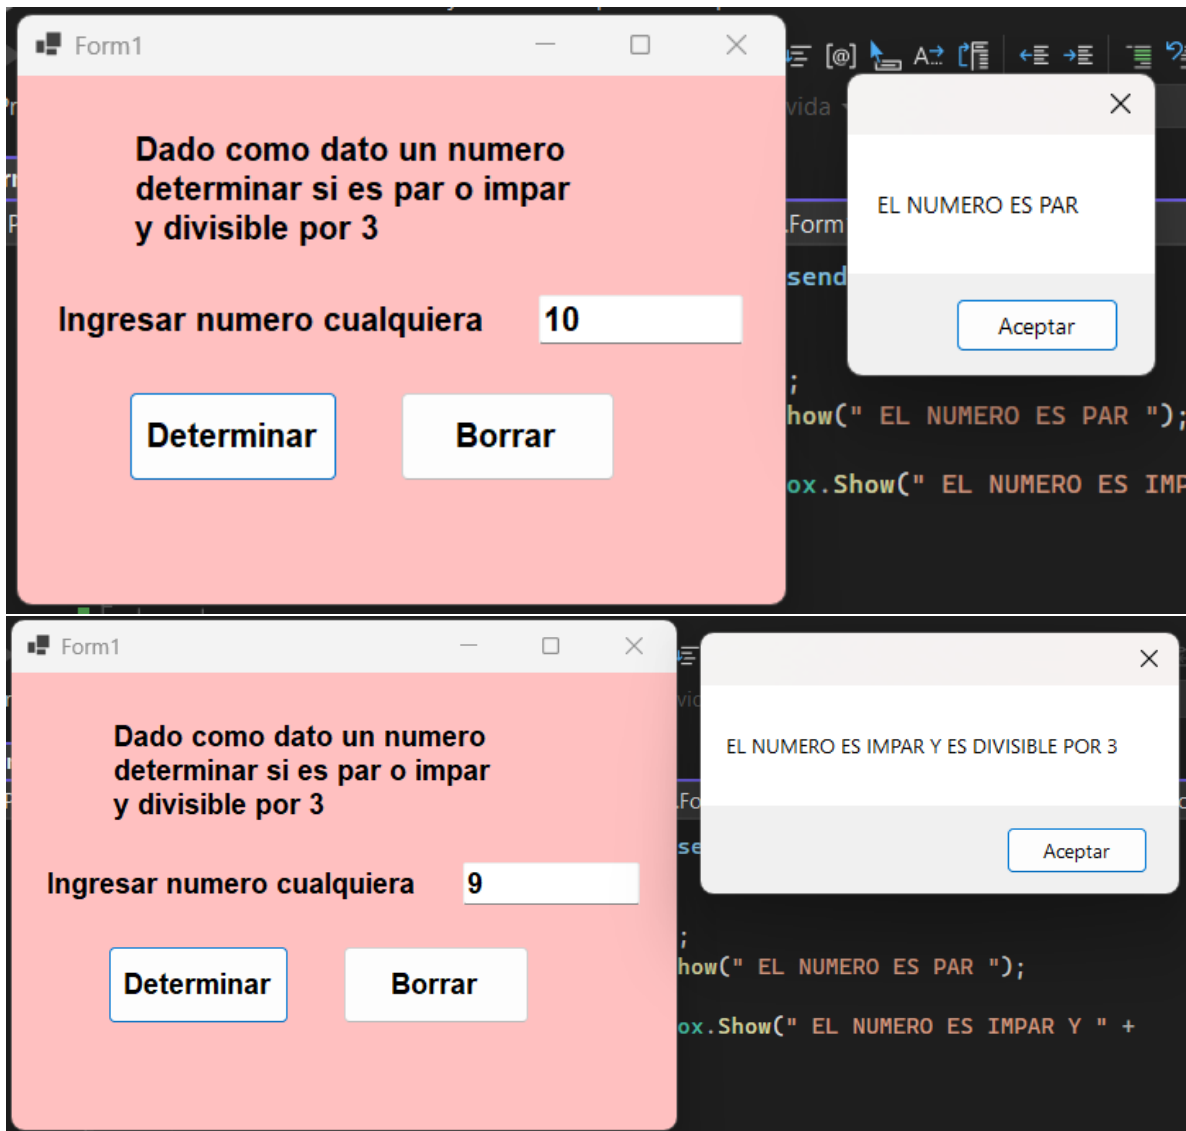 Form1
Dado como dato un numero
determinar si es par o impar
y divisible por 3
Ingresar numero cualquiera 10
Determinar Borrar
[@]
vida
EL NUMERO ES PAR
Aceptar
.Form
send
;
how(" EL NUMERO ES PAR ");
ox.Show(" EL NUMERO ES IMP
Form1
Dado como dato un numero
determinar si es par o impar
y divisible por 3
Ingresar numero cualquiera 9
Determinar Borrar
EL NUMERO ES IMPAR Y ES DIVISIBLE POR 3
Aceptar
.Fo
se
;
how(" EL NUMERO ES PAR ");
ox.Show(" EL NUMERO ES IMPAR Y " +